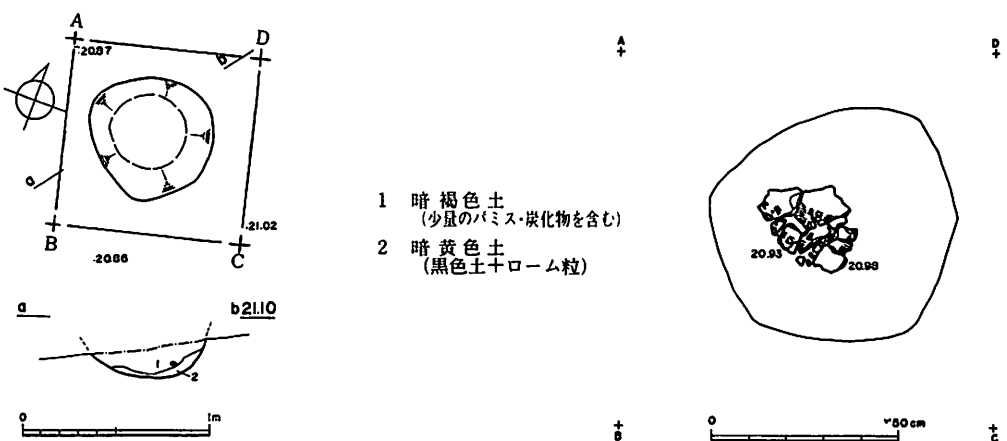 A
D
20.87
b
a
B
C
21.02
20.86
a
b 21.10
1
2
0
1m
1 暗褐色土
(少量のパミス・炭化物を含む)
2 暗黄色土
(黒色土+ローム粒)
A
D
20.93
20.98
B
C
0
50cm